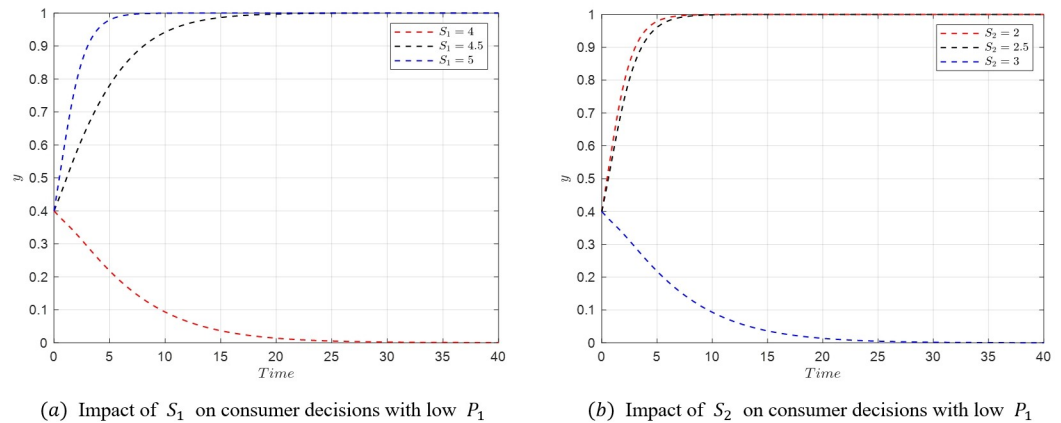 1
0.9
0.8
0.7
0.6
0.5
0.4
0.3
0.2
0.1
0
y
0 5 10 15 20 25 30 35 40
Time
S₁ = 4
S₁ = 4.5
S₁ = 5
(a) Impact of S₁ on consumer decisions with low P₁
1
0.9
0.8
0.7
0.6
0.5
0.4
0.3
0.2
0.1
0
y
0 5 10 15 20 25 30 35 40
Time
S₂ = 2
S₂ = 2.5
S₂ = 3
(b) Impact of S₂ on consumer decisions with low P₁